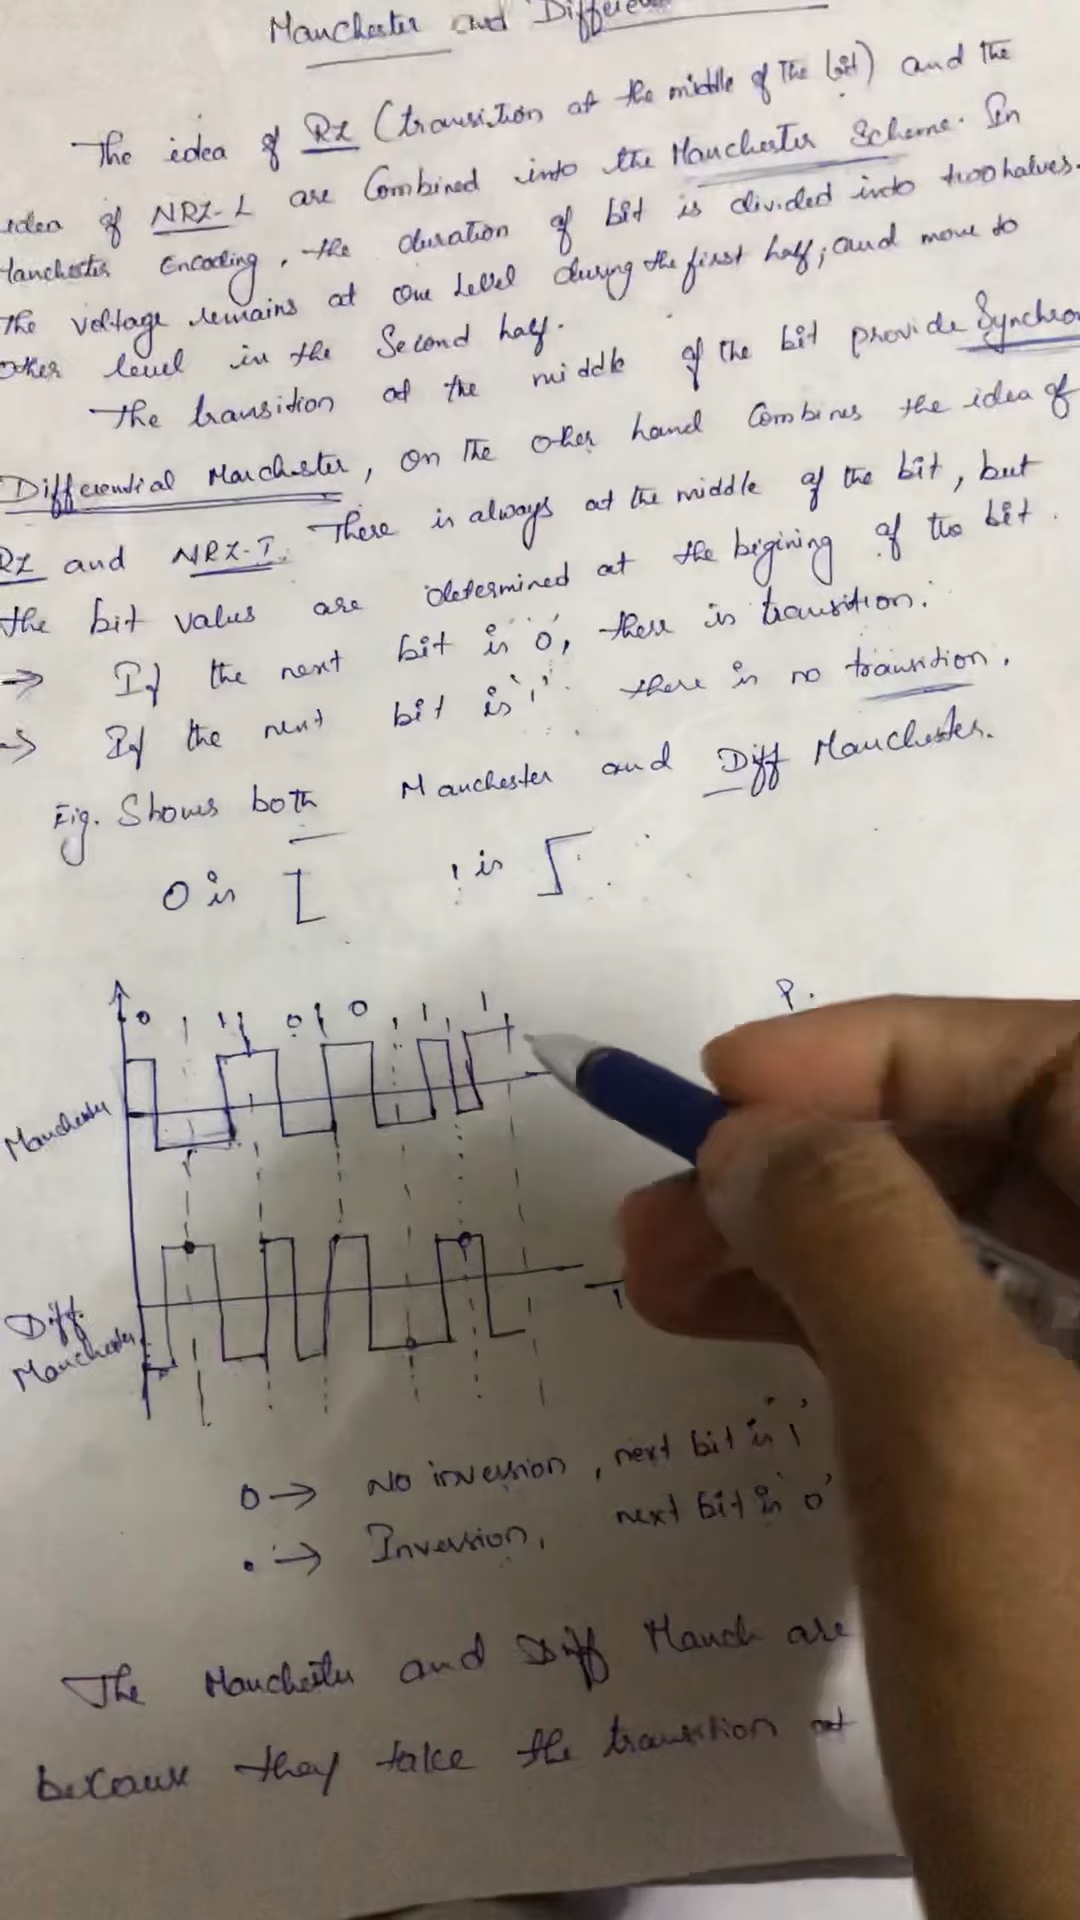 Manchester and Differe
The idea of RZ (transition at the middle of the bit) and the
idea of NRZ-L are Combined into the Manchester Scheme. In
anchester Encoding, the duration of bit is divided into two halves.
The voltage remains at one level during the first half, and move to
other level in the Second half.
The transition at the middle of the bit provide Synchron
Differential Manchester, on the other hand Combines the idea of
RZ and NRZ-I. There is always at the middle of the bit, but
the bit values are determined at the bigining of the bit.
→ If the next bit is '0', there is transition.
→ If the next bit is '1' there is no transition.
Fig. Shows both Manchester and Diff Manchester.
0 is 1 is
P.
0 1 0 0 1 1
Manchester
Diff.
Manchester
o→ No inversion, next bit is '1'
•→ Inversion, next bit is '0'
The Manchester and Diff Manch are
because they take the transition at